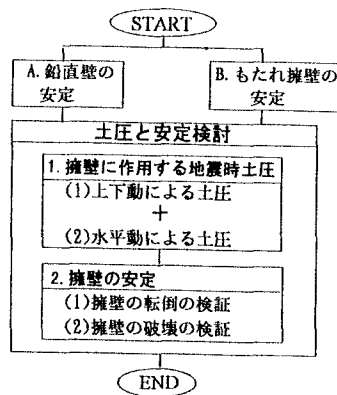 START
A.鉛直壁の
安定
B.もたれ擁壁の
安定
土圧と安定検討
1.擁壁に作用する地震時土圧
(1)上下動による土圧
＋
(2)水平動による土圧
2.擁壁の安定
(1)擁壁の転倒の検証
(2)擁壁の破壊の検証
END